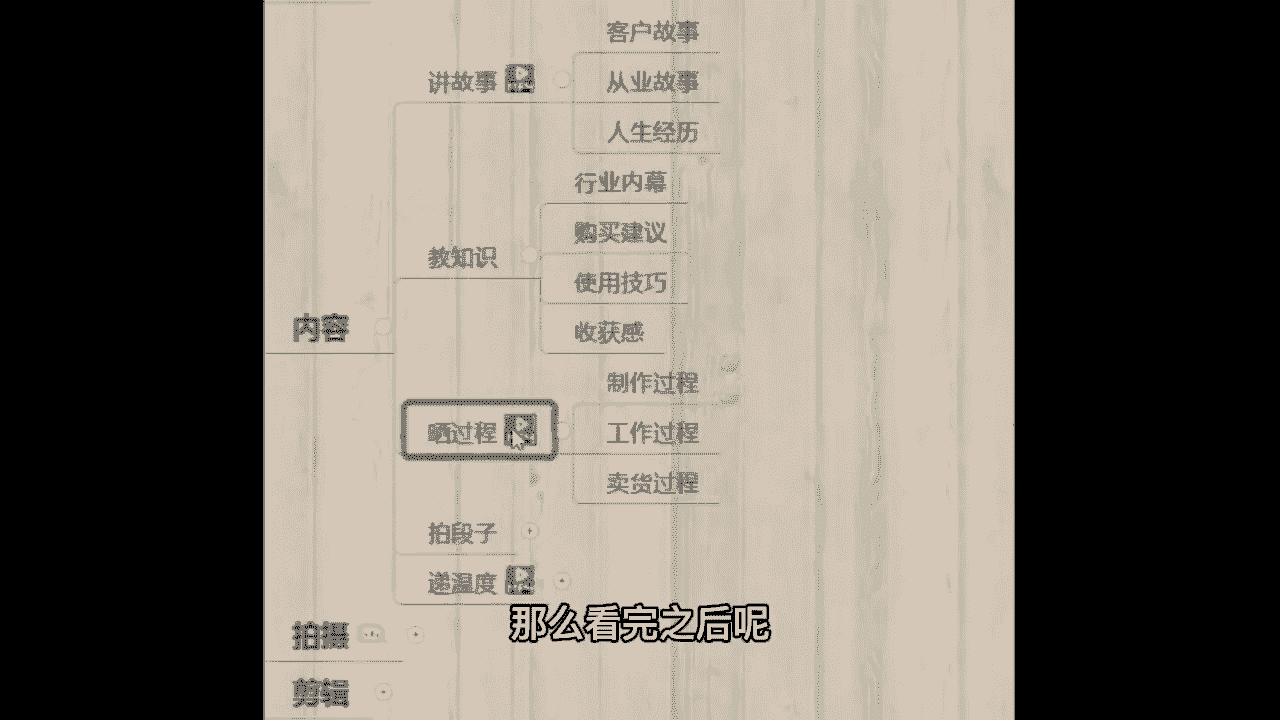 客户故事
讲故事
从业故事
人生经历
行业内幕
购买建议
教知识
使用技巧
内容
收获感
制作过程
晒过程
工作过程
卖货过程
拍段子
递温度
那么看完之后呢
拍摄
剪辑